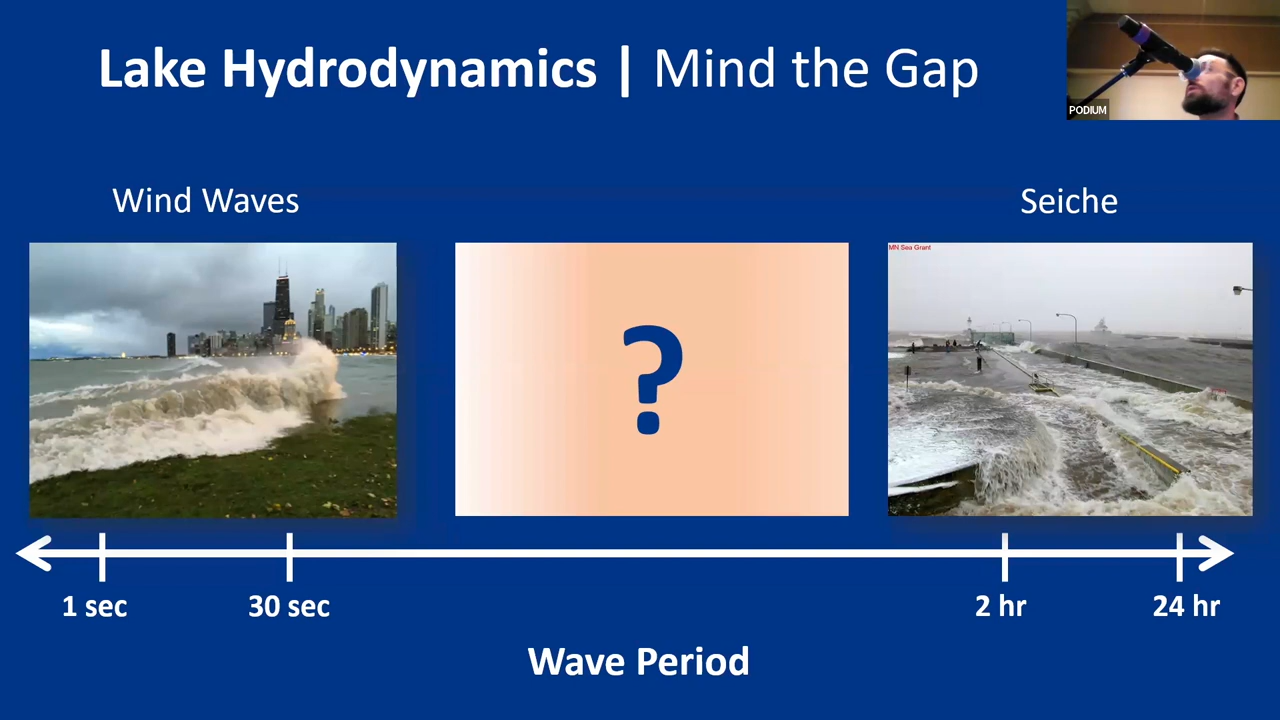 Lake Hydrodynamics | Mind the Gap
PODIUM
Wind Waves
Seiche
MN Sea Grant
?
1 sec
30 sec
2 hr
24 hr
Wave Period